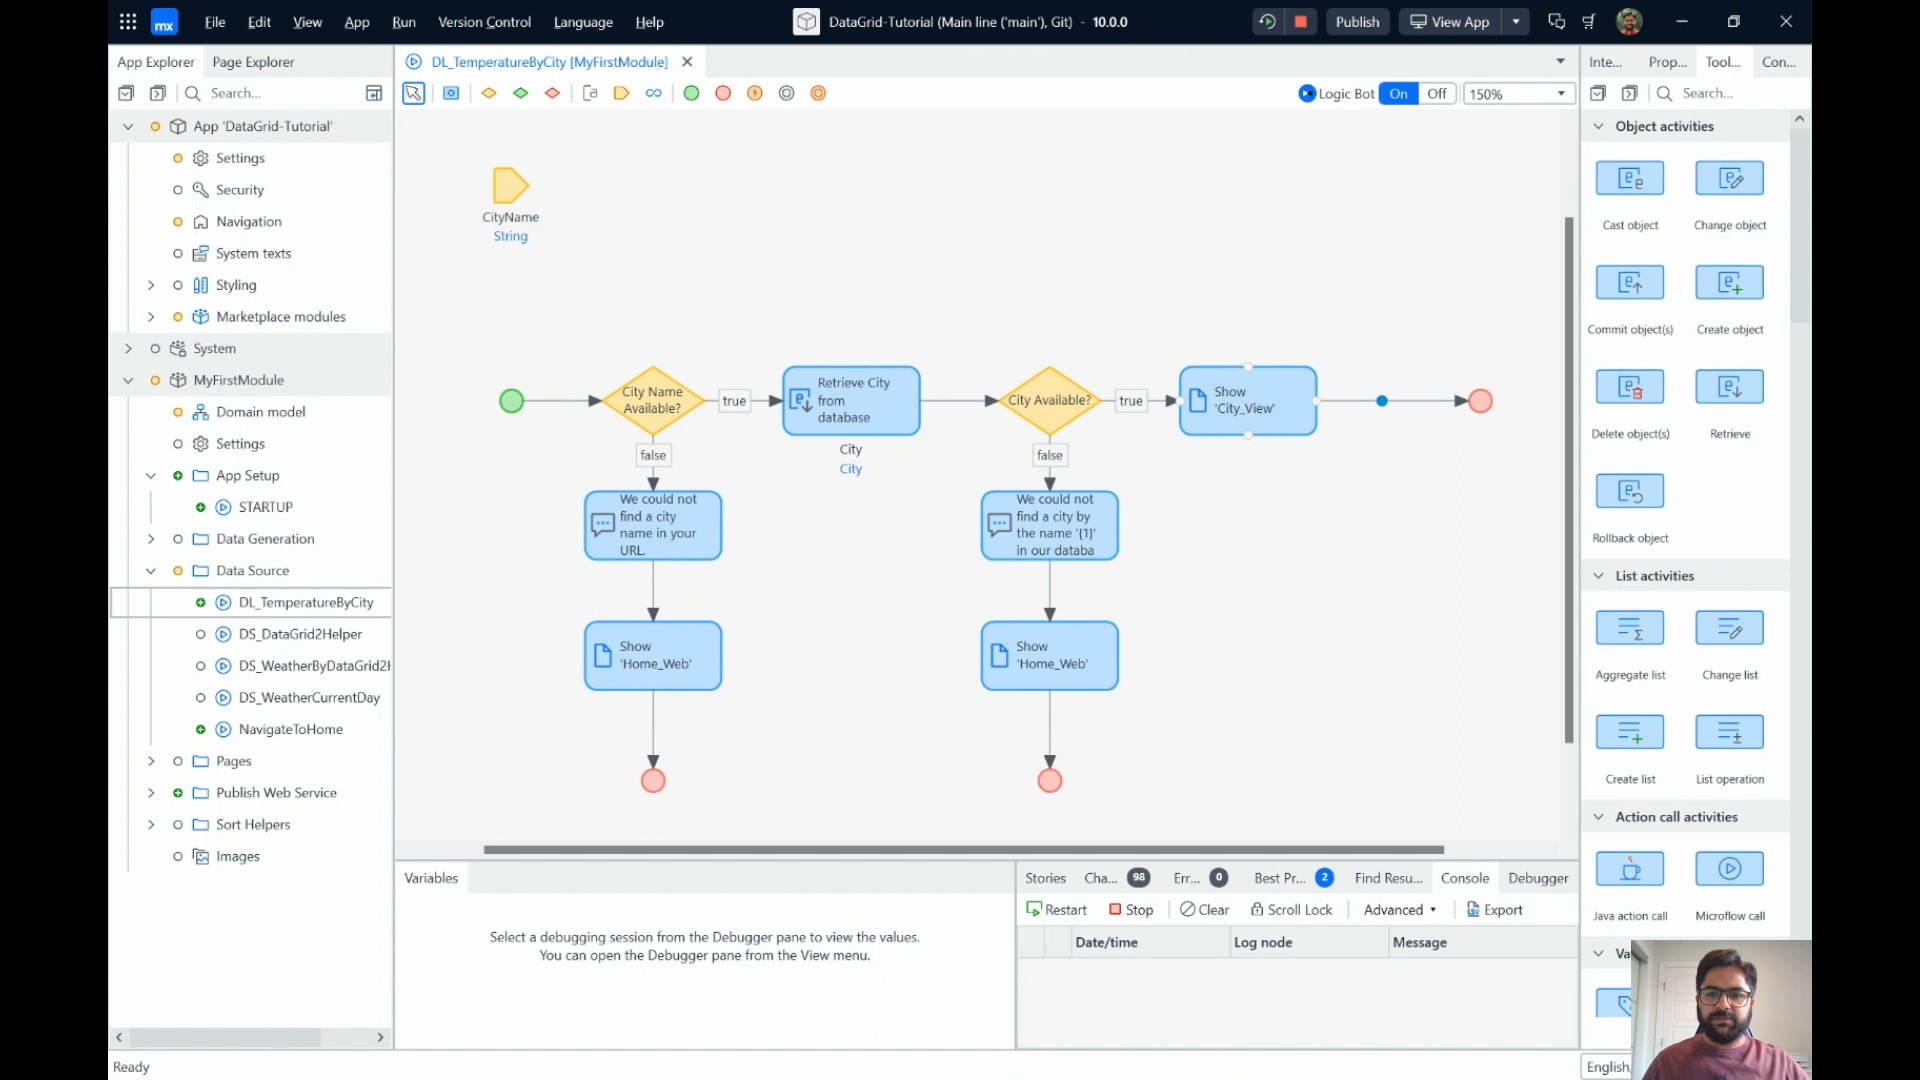 mx
File Edit View App Run Version Control Language Help
DataGrid-Tutorial (Main line ('main'), Git) - 10.0.0
Publish
View App
App Explorer
Page Explorer
DL_TemperatureByCity [MyFirstModule]
Inte... Prop... Tool... Con...
Search...
Logic Bot On Off 150%
Search...
App 'DataGrid-Tutorial'
Settings
Security
Navigation
System texts
Styling
Marketplace modules
System
MyFirstModule
Domain model
Settings
App Setup
STARTUP
Data Generation
Data Source
DL_TemperatureByCity
DS_DataGrid2Helper
DS_WeatherByDataGrid2H
DS_WeatherCurrentDay
NavigateToHome
Pages
Publish Web Service
Sort Helpers
Images
CityName
String
City Name
Available?
true
false
Retrieve City
from
database
City
City
City Available?
true
false
Show
'City_View'
We could not
find a city
name in your
URL.
Show
'Home_Web'
We could not
find a city by
the name '{1}'
in our databa
Show
'Home_Web'
Object activities
Cast object
Change object
Commit object(s)
Create object
Delete object(s)
Retrieve
Rollback object
List activities
Aggregate list
Change list
Create list
List operation
Action call activities
Java action call
Microflow call
Va
Variables
Select a debugging session from the Debugger pane to view the values.
You can open the Debugger pane from the View menu.
Stories Cha... 98 Err... 0 Best Pr... 2 Find Resu... Console Debugger
Restart Stop Clear Scroll Lock Advanced Export
Date/time Log node Message
Ready
English,